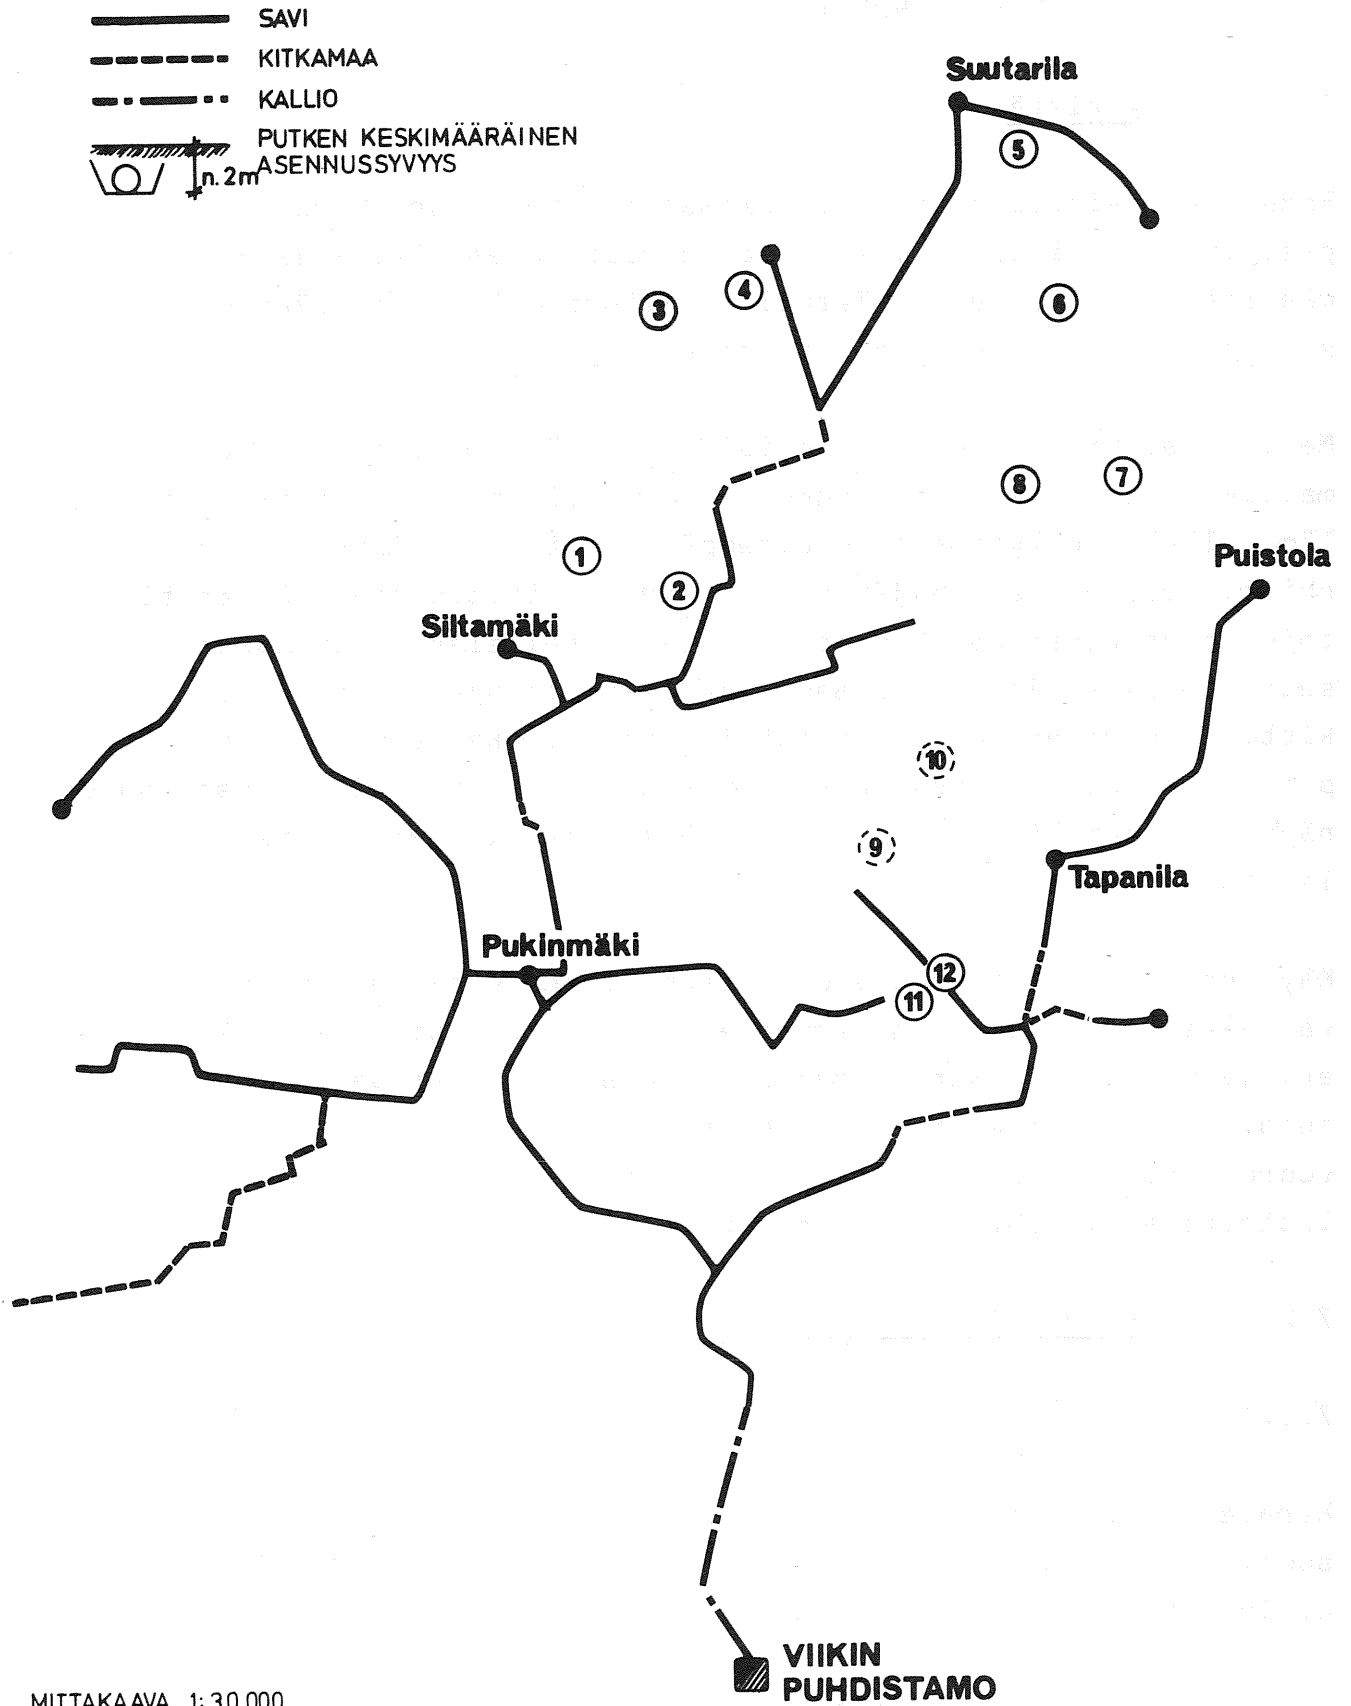 SAVI
KITKAMAA
KALLIO
PUTKEN KESKIMÄÄRÄINEN
ASENNUSSYVYYS
n. 2m
Suutarila
5
4
3
6
8
7
1
Puistola
2
Siltamäki
10
9
Tapanila
Pukinmäki
12
11
VIIKIN
PUHDISTAMO
MITTAKAAVA 1:30 000